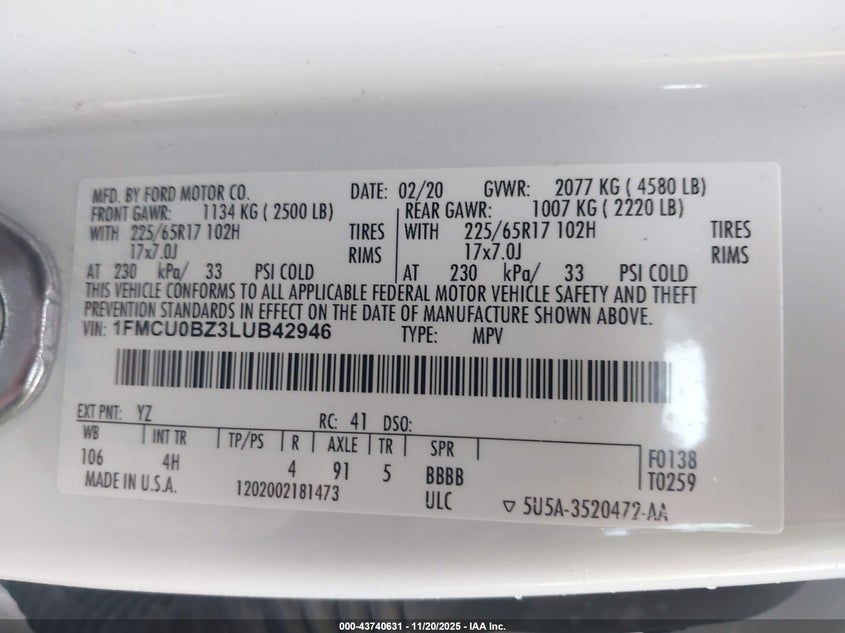 MFD. BY FORD MOTOR CO. DATE: 02/20 GVWR: 2077 KG ( 4580 LB)
FRONT GAWR: 1134 KG ( 2500 LB) REAR GAWR: 1007 KG ( 2220 LB)
WITH 225/65R17 102H TIRES WITH 225/65R17 102H TIRES
17x7.0J RIMS 17x7.0J RIMS
AT 230 kPa/ 33 PSI COLD AT 230 kPa/ 33 PSI COLD
THIS VEHICLE CONFORMS TO ALL APPLICABLE FEDERAL MOTOR VEHICLE SAFETY AND THEFT
PREVENTION STANDARDS IN EFFECT ON THE DATE OF MANUFACTURE SHOWN ABOVE.
VIN: 1FMCU0BZ3LUB42946 TYPE: MPV
EXT PNT: YZ RC: 41 DSO:
WB INT TR TP/PS R AXLE TR SPR
106 4H 4 91 5 BBBB F0138
MADE IN U.S.A. 1202002181473 ULC T0259
▽ 5U5A-3520472-AA
000-43740631 - 11/20/2025 - IAA Inc.